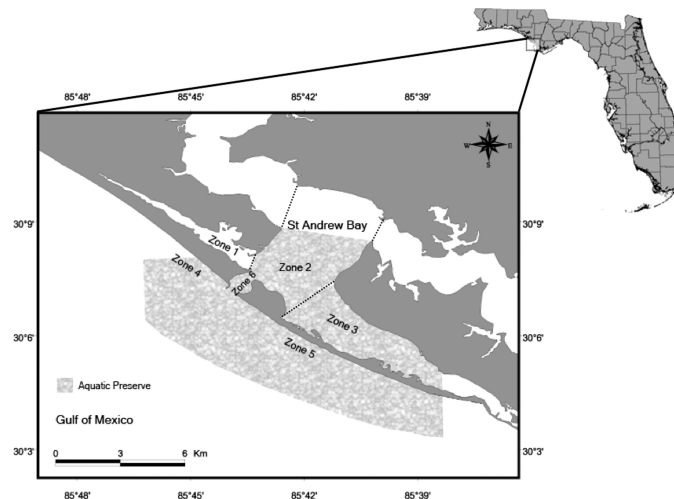 85°48' 85°45' 85°42' 85°39'
N
W E
S
30°9' 30°9'
St Andrew Bay
Zone 1
Zone 2
Zone 4
Zone 6
30°6' 30°6'
Zone 3
Zone 5
Aquatic Preserve
Gulf of Mexico
0 3 6 Km
30°3' 30°3'
85°48' 85°45' 85°42' 85°39'